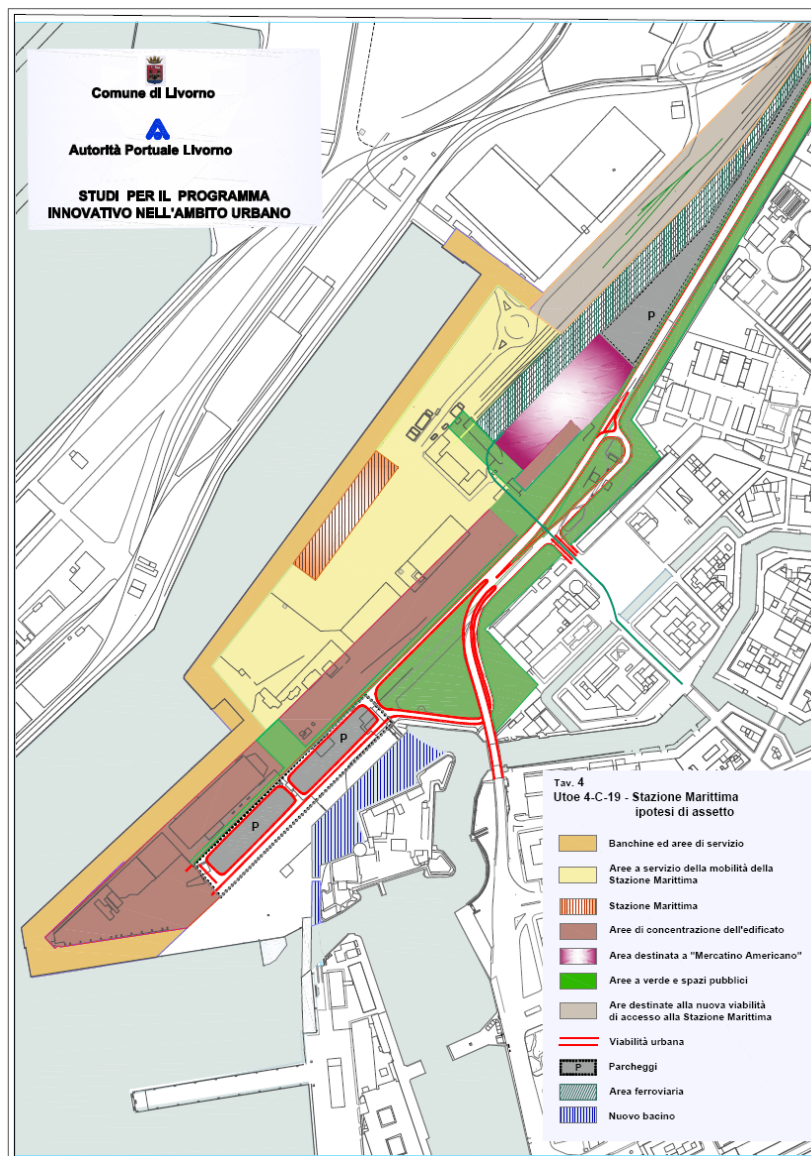 Comune di Livorno
Autorità Portuale Livorno
STUDI PER IL PROGRAMMA
INNOVATIVO NELL'AMBITO URBANO
P
P
P
Tav. 4
Utoe 4-C-19 - Stazione Marittima
ipotesi di assetto
Banchine ed aree di servizio
Aree a servizio della mobilità della
Stazione Marittima
Stazione Marittima
Aree di concentrazione dell'edificato
Area destinata a "Mercatino Americano"
Aree a verde e spazi pubblici
Are destinate alla nuova viabilità
di accesso alla Stazione Marittima
Viabilità urbana
P
Parcheggi
Area ferroviaria
Nuovo bacino